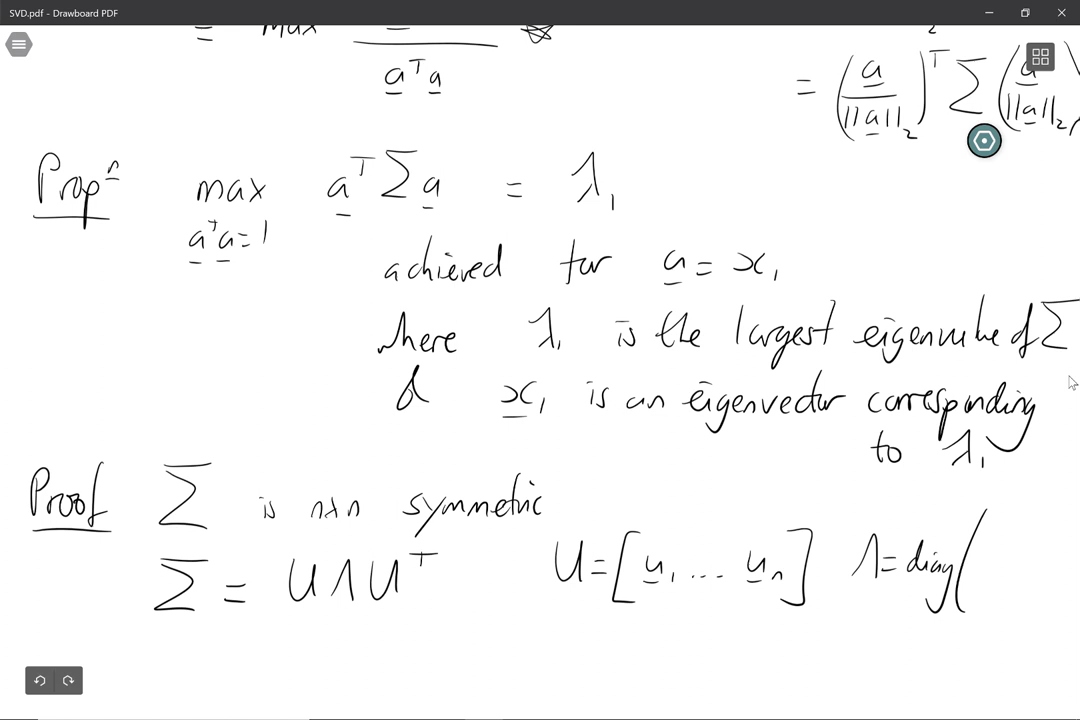 SVD.pdf - Drawboard PDF
= max
a^T a
= (a / ||a||_2)^T Σ (a / ||a||_2)
Prop^n max a^T Σ a = λ_1
a^T a = 1
achieved for a = x_1
where λ_1 is the largest eigenvalue of Σ
& x_1 is an eigenvector corresponding
to λ_1
Proof Σ is n×n symmetric
Σ = U Λ U^T U = [u_1 ... u_n] Λ = diag(